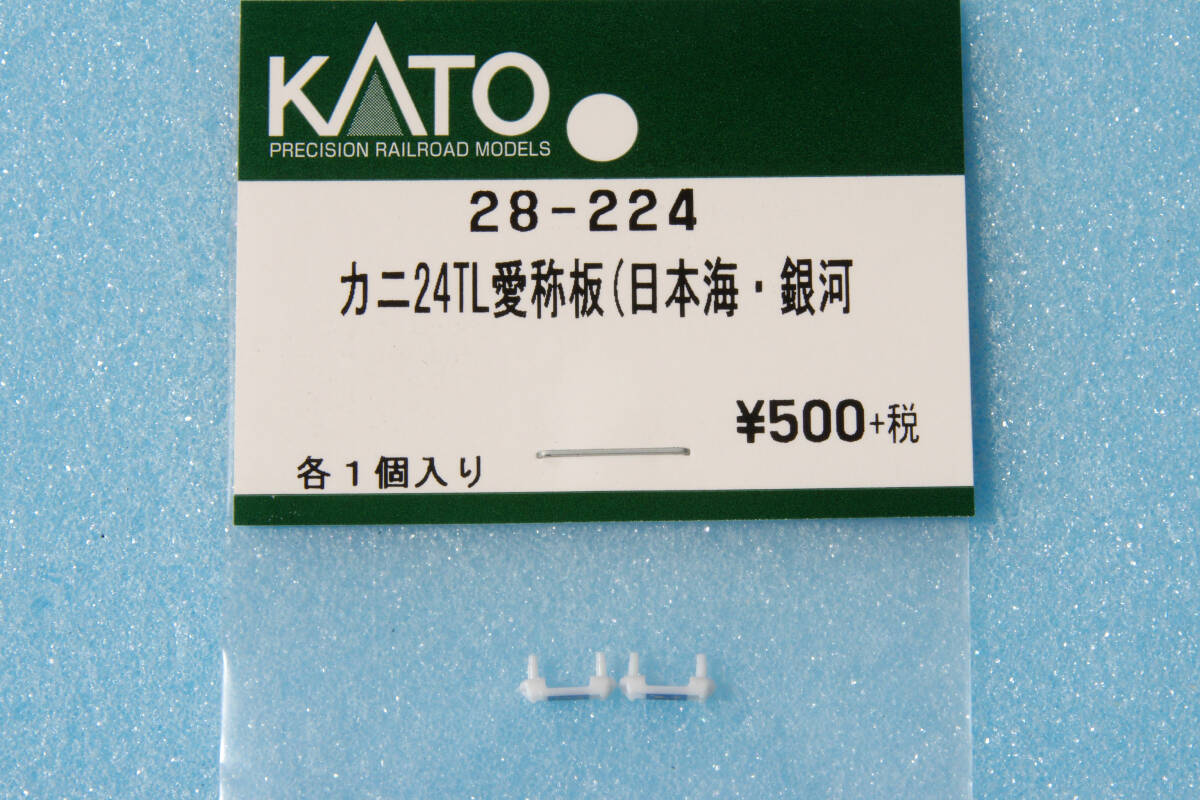 KATO
PRECISION RAILROAD MODELS
28-224
カニ24TL愛称板(日本海・銀河
¥500+税
各1個入り